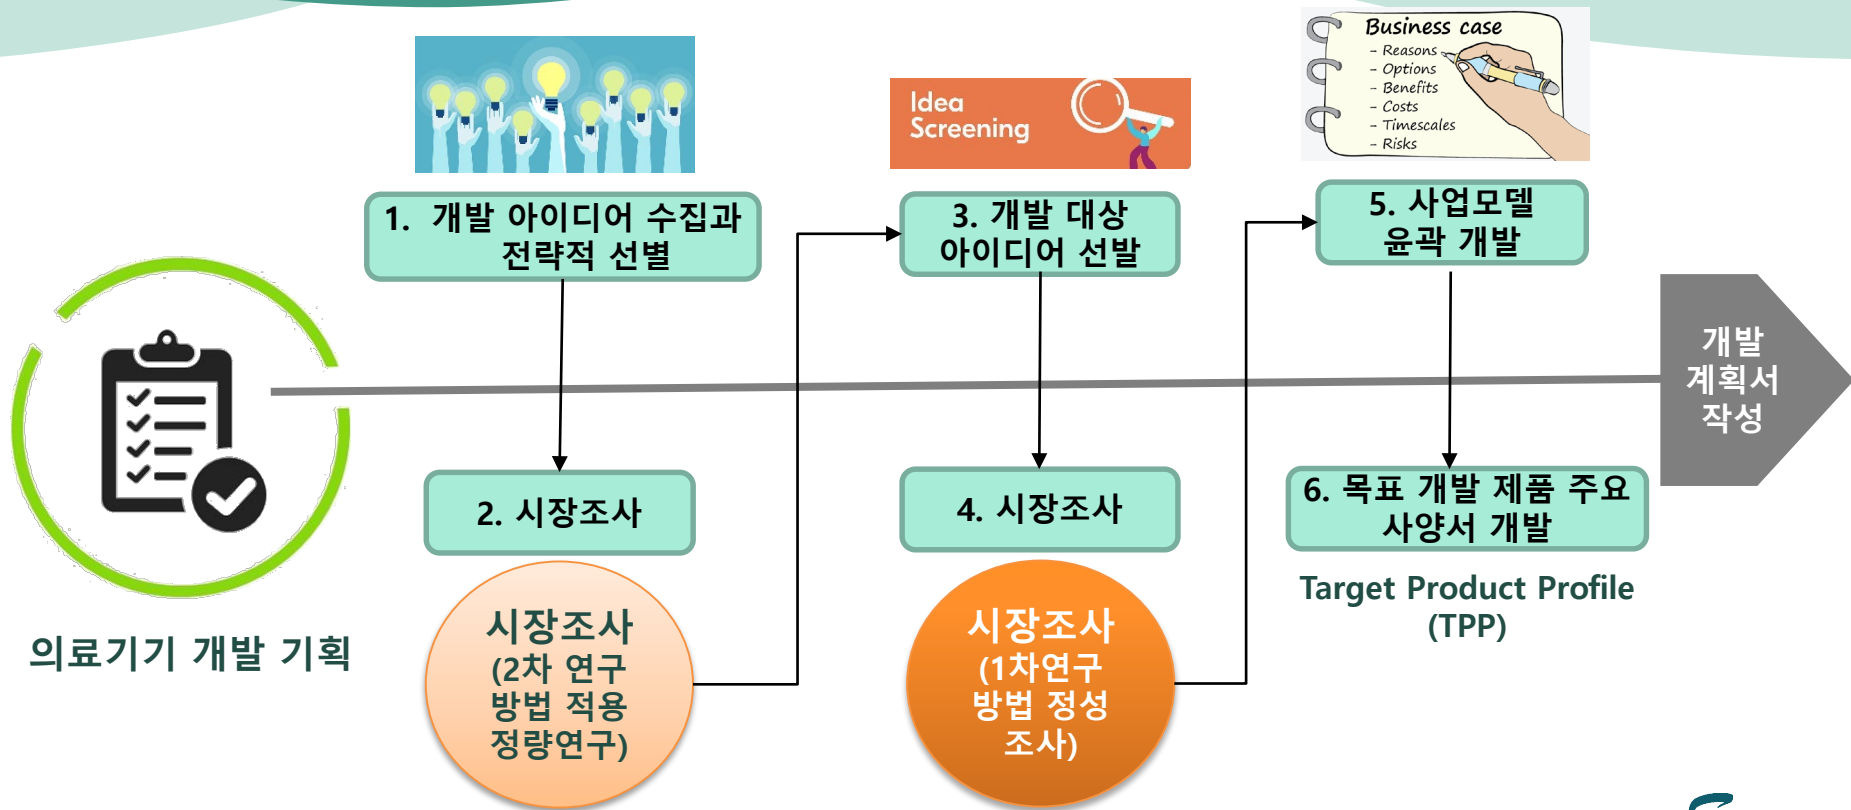 Business case
- Reasons
- Options
- Benefits
- Costs
- Timescales
- Risks
Idea
Screening
1. 개발 아이디어 수집과
전략적 선별
3. 개발 대상
아이디어 선발
5. 사업모델
윤곽 개발
개발
계획서
작성
2. 시장조사
4. 시장조사
6. 목표 개발 제품 주요
사양서 개발
시장조사
(2차 연구
방법 적용
정량연구)
시장조사
(1차연구
방법 정성
조사)
Target Product Profile
(TPP)
의료기기 개발 기획